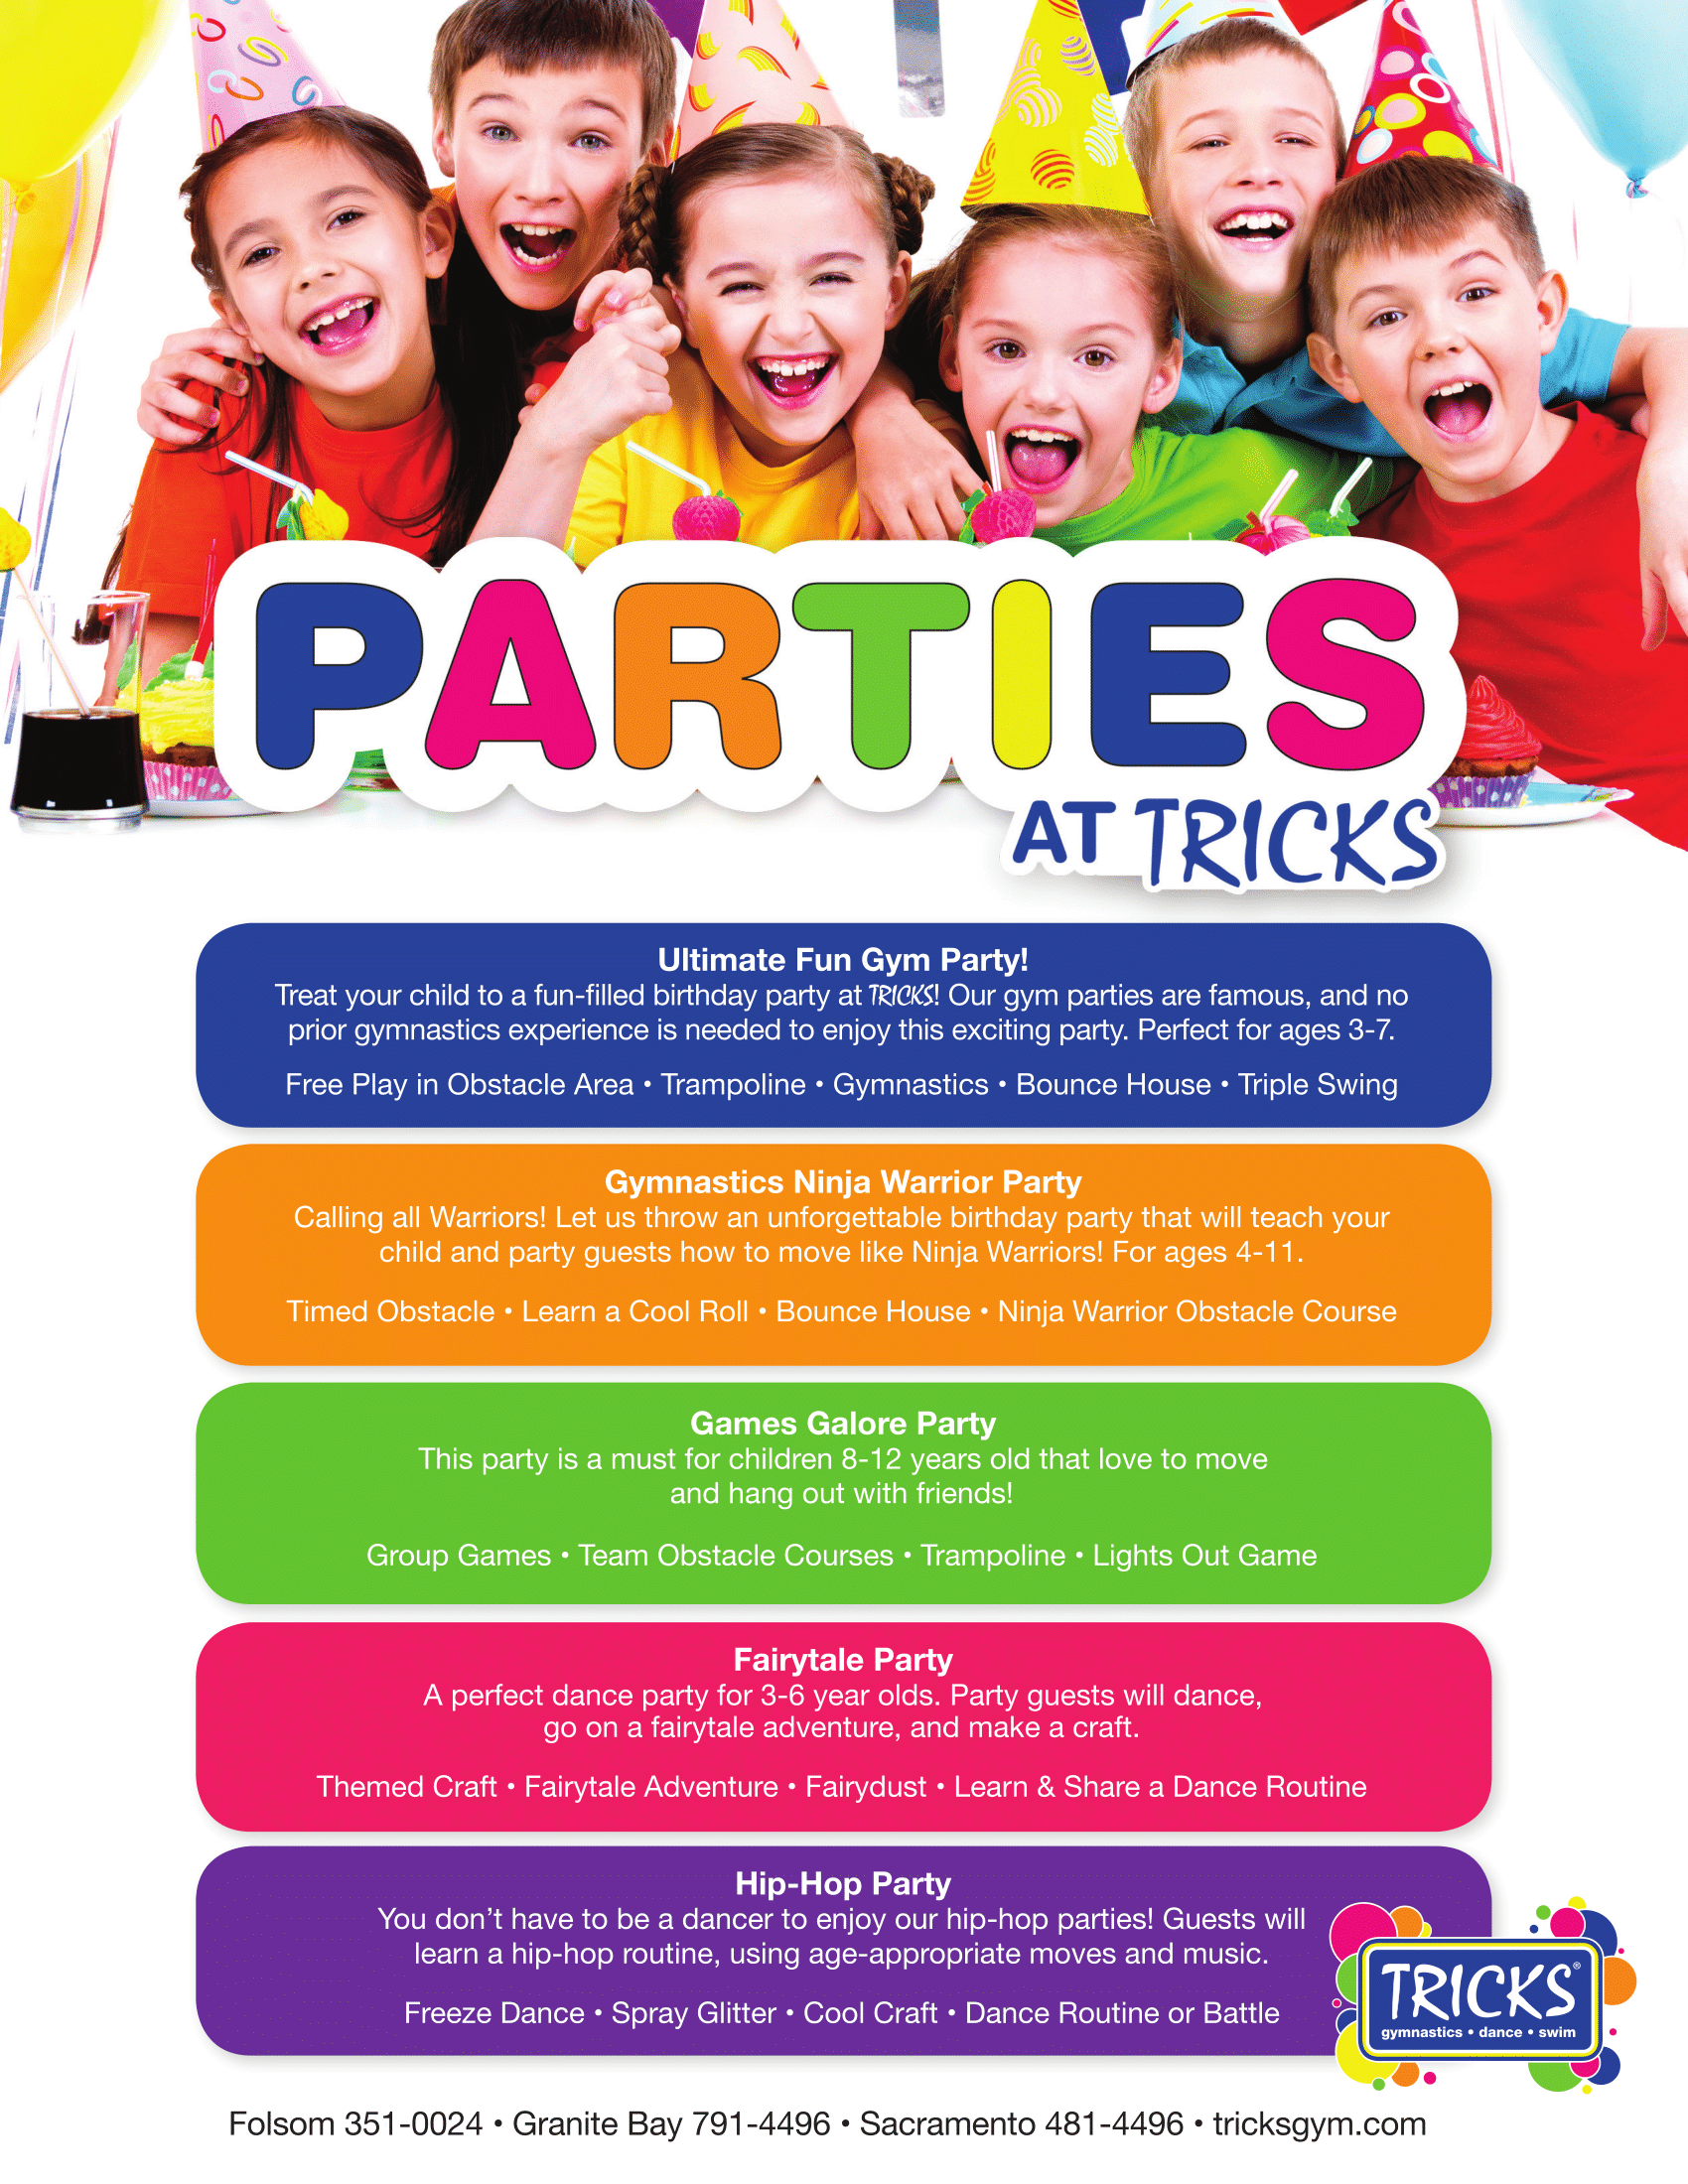 PARTIES
AT TRICKS
Ultimate Fun Gym Party!
Treat your child to a fun-filled birthday party at TRICKS! Our gym parties are famous, and no
prior gymnastics experience is needed to enjoy this exciting party. Perfect for ages 3-7.
Free Play in Obstacle Area • Trampoline • Gymnastics • Bounce House • Triple Swing
Gymnastics Ninja Warrior Party
Calling all Warriors! Let us throw an unforgettable birthday party that will teach your
child and party guests how to move like Ninja Warriors! For ages 4-11.
Timed Obstacle • Learn a Cool Roll • Bounce House • Ninja Warrior Obstacle Course
Games Galore Party
This party is a must for children 8-12 years old that love to move
and hang out with friends!
Group Games • Team Obstacle Courses • Trampoline • Lights Out Game
Fairytale Party
A perfect dance party for 3-6 year olds. Party guests will dance,
go on a fairytale adventure, and make a craft.
Themed Craft • Fairytale Adventure • Fairydust • Learn & Share a Dance Routine
Hip-Hop Party
You don’t have to be a dancer to enjoy our hip-hop parties! Guests will
learn a hip-hop routine, using age-appropriate moves and music.
Freeze Dance • Spray Glitter • Cool Craft • Dance Routine or Battle
TRICKS®
gymnastics • dance • swim
Folsom 351-0024 • Granite Bay 791-4496 • Sacramento 481-4496 • tricksgym.com